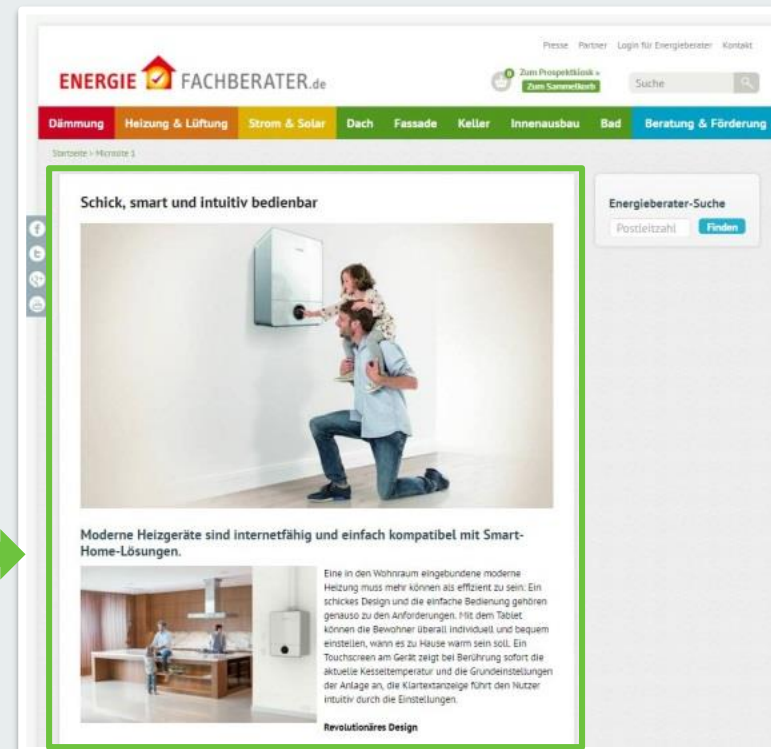 Presse Partner Login für Energieberater Kontakt
ENERGIE FACHBERATER.de
0 Zum Prospektkiosk »
Zum Sammelkorb
Suche
Dämmung Heizung & Lüftung Strom & Solar Dach Fassade Keller Innenausbau Bad Beratung & Förderung
Startseite > Microsite 1
Schick, smart und intuitiv bedienbar
Energieberater-Suche
Postleitzahl Finden
Moderne Heizgeräte sind internetfähig und einfach kompatibel mit Smart-
Home-Lösungen.
Eine in den Wohnraum eingebundene moderne
Heizung muss mehr können als effizient zu sein: Ein
schickes Design und die einfache Bedienung gehören
genauso zu den Anforderungen. Mit dem Tablet
können die Bewohner überall individuell und bequem
einstellen, wann es zu Hause warm sein soll. Ein
Touchscreen am Gerät zeigt bei Berührung sofort die
aktuelle Kesseltemperatur und die Grundeinstellungen
der Anlage an, die Klartextanzeige führt den Nutzer
intuitiv durch die Einstellungen.
Revolutionäres Design